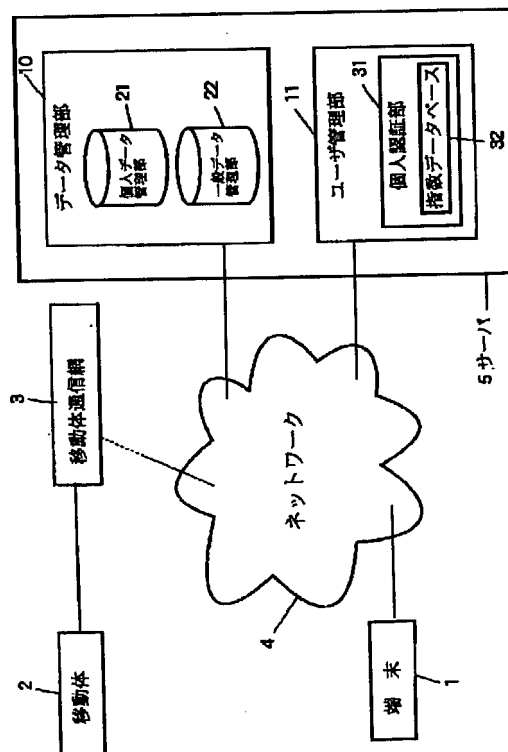 2
移動体
3
移動体通信網
10
データ管理部
21
個人データ
管理部
22
一般データ
管理部
4
ネットワーク
11
ユーザ管理部
31
個人認証部
指数データベース
32
端末
1
5 サーバ